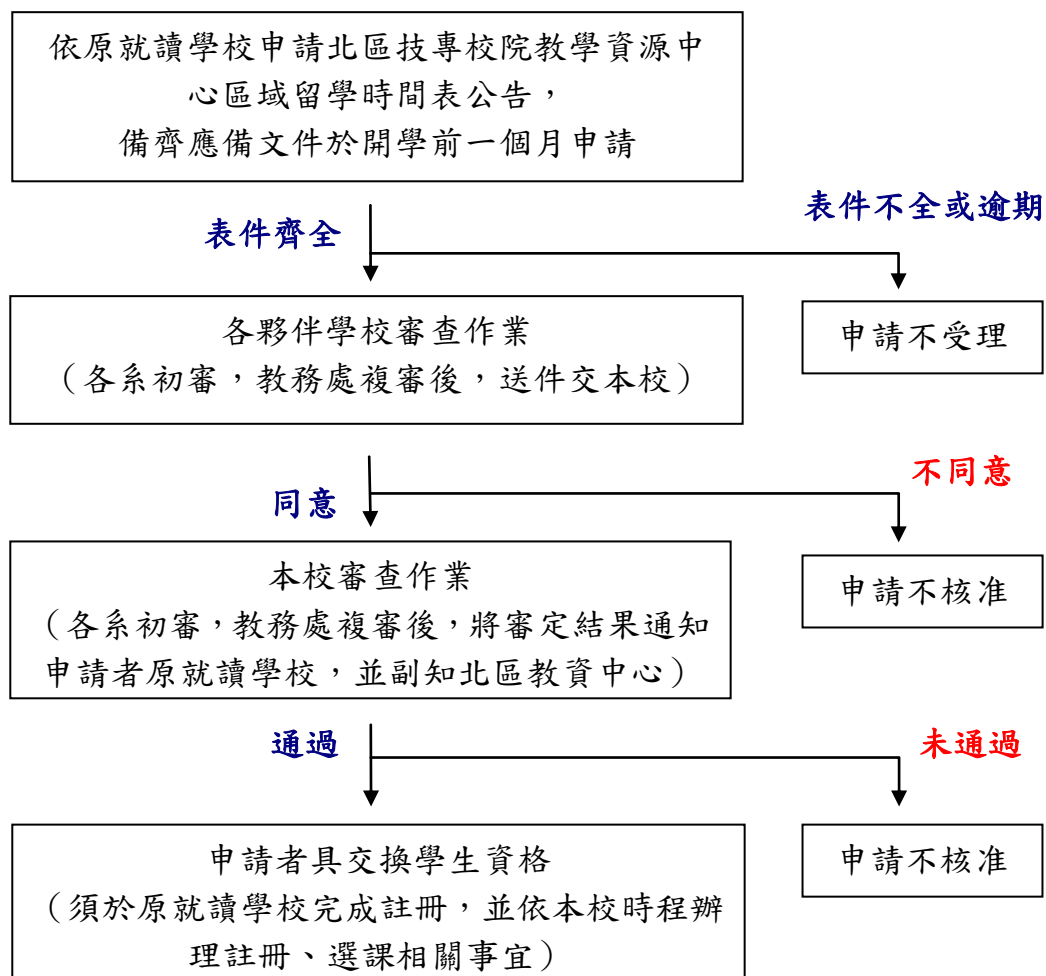 依原就讀學校申請北區技專校院教學資源中
心區域留學時間表公告，
備齊應備文件於開學前一個月申請
表件齊全
表件不全或逾期
各夥伴學校審查作業
（各系初審，教務處複審後，送件交本校）
申請不受理
同意
不同意
本校審查作業
（各系初審，教務處複審後，將審定結果通知
申請者原就讀學校，並副知北區教資中心）
申請不核准
通過
未通過
申請者具交換學生資格
（須於原就讀學校完成註冊，並依本校時程辦
理註冊、選課相關事宜）
申請不核准